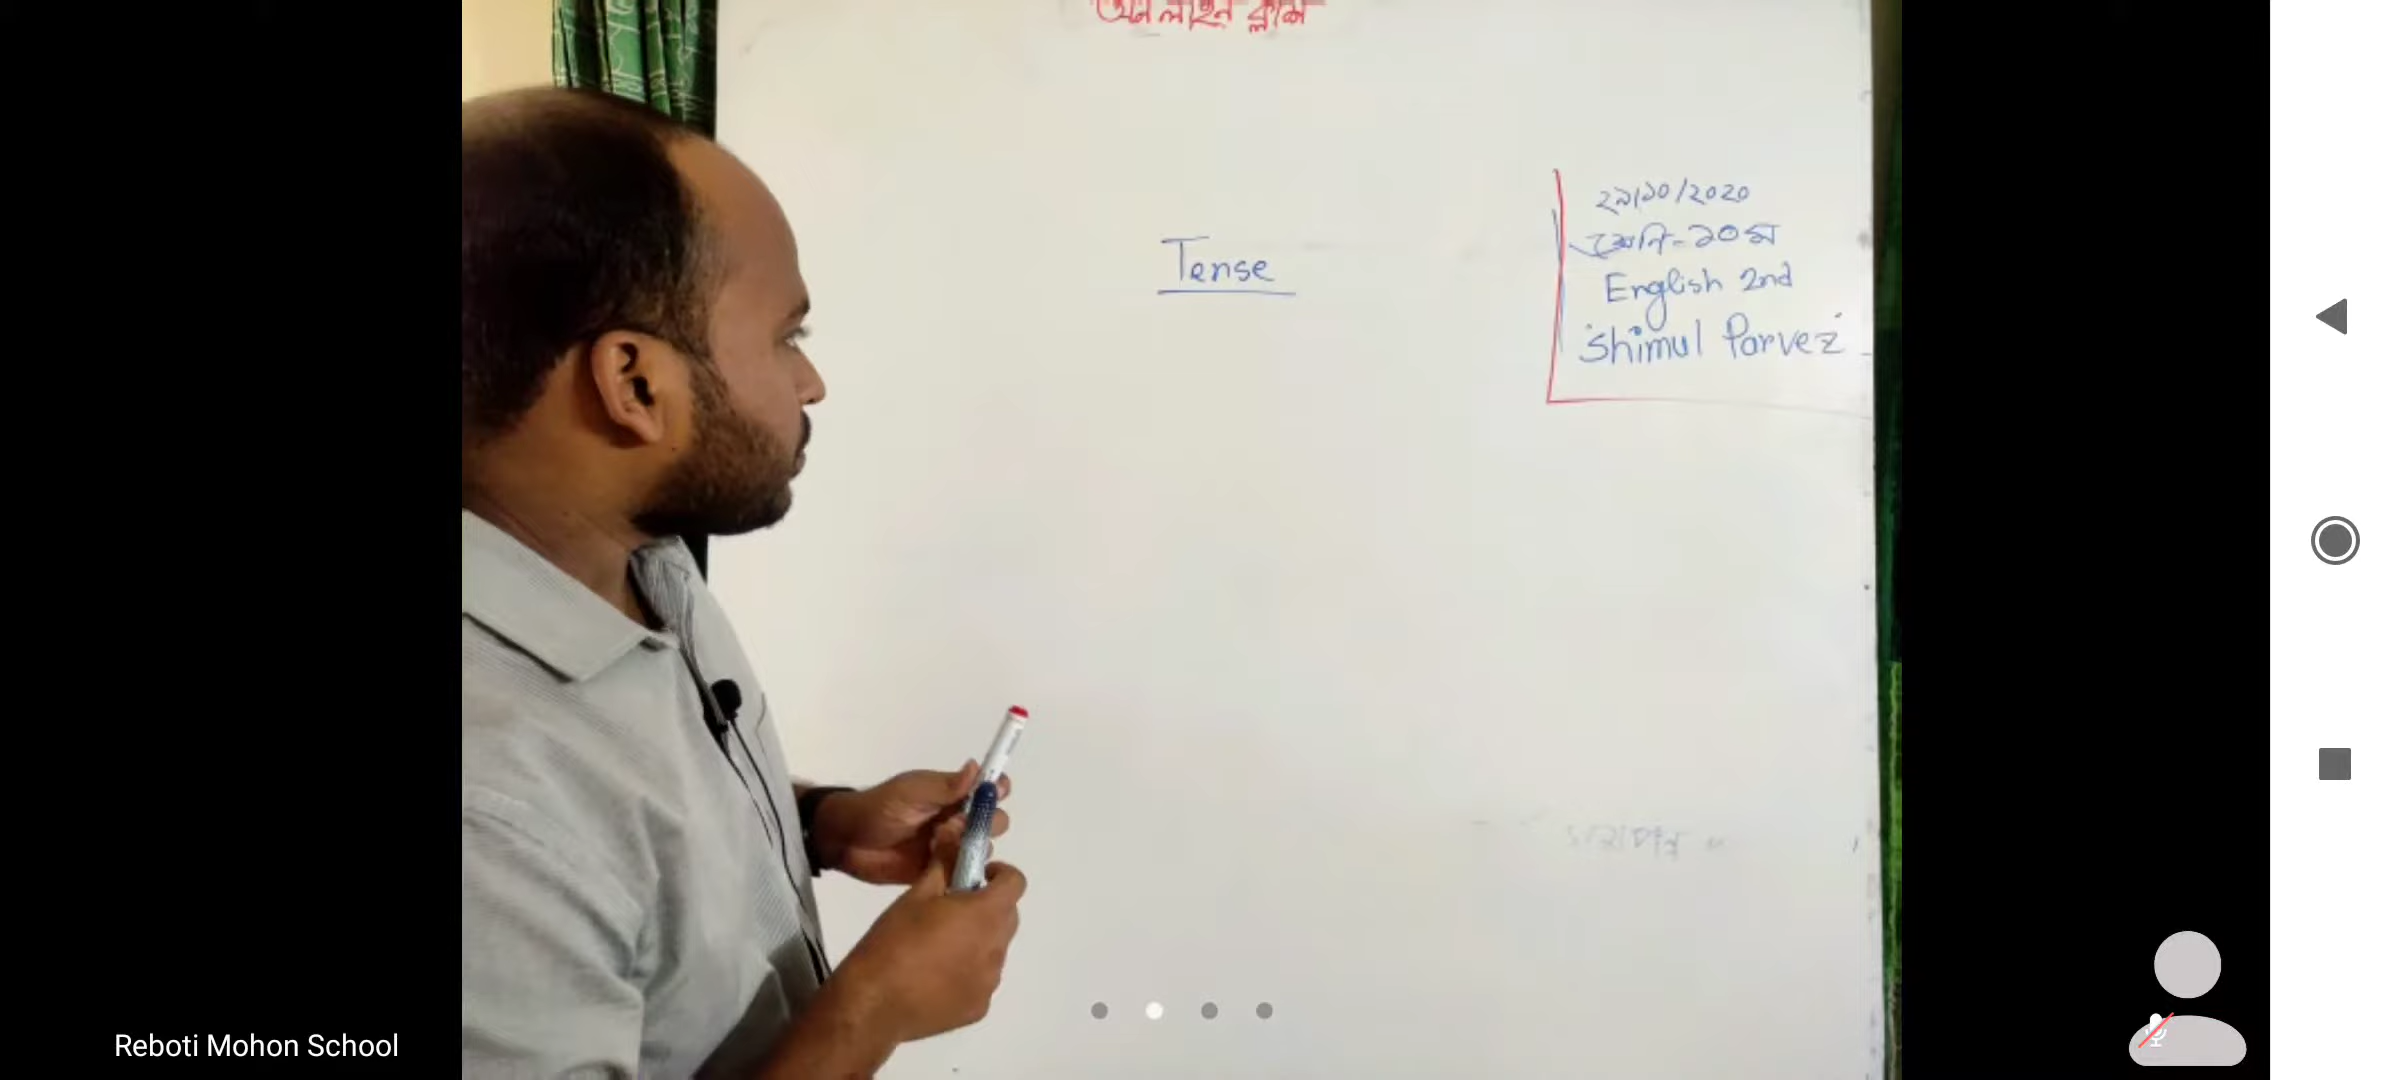 অনলাইন ক্লাস
২৯/১০/২০২০
শ্রেনি-১০ম
Tense
English 2nd
Shimul Parvez
Reboti Mohon School